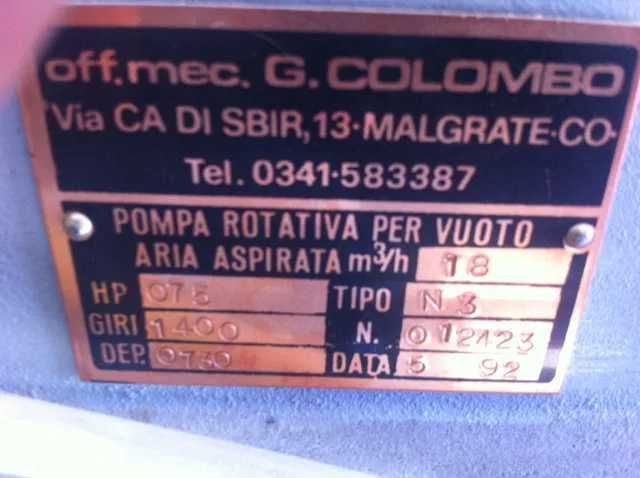 off.mec. G.COLOMBO
Via CA DI SBIR,13·MALGRATE·CO·
Tel. 0341·583387
POMPA ROTATIVA PER VUOTO
ARIA ASPIRATA m³/h 18
HP 075 TIPO N 3
GIRI 1400 N. 012423
DEP. 0730 DATA 5 92